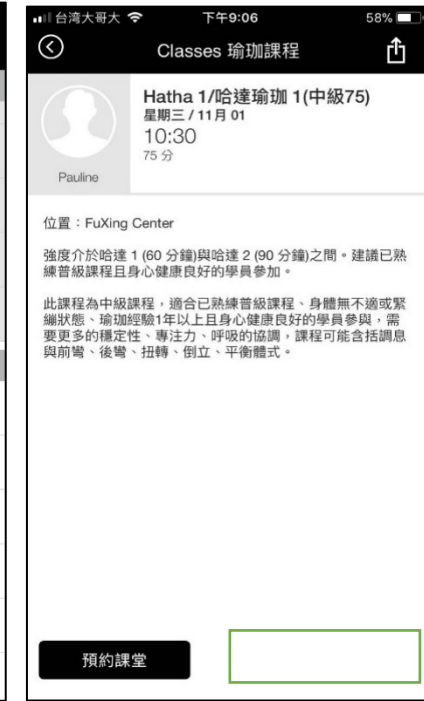 台湾大哥大 下午9:06 58%
Classes 瑜珈課程
Hatha 1/哈達瑜珈 1(中級75)
星期三 / 11月 01
10:30
75 分
Pauline
位置：FuXing Center
強度介於哈達 1 (60 分鐘)與哈達 2 (90 分鐘)之間。建議已熟
練普級課程且身心健康良好的學員參加。
此課程為中級課程，適合已熟練普級課程、身體無不適或緊
繃狀態、瑜珈經驗1年以上且身心健康良好的學員參與，需
要更多的穩定性、專注力、呼吸的協調，課程可能含括調息
與前彎、後彎、扭轉、倒立、平衡體式。
預約課堂